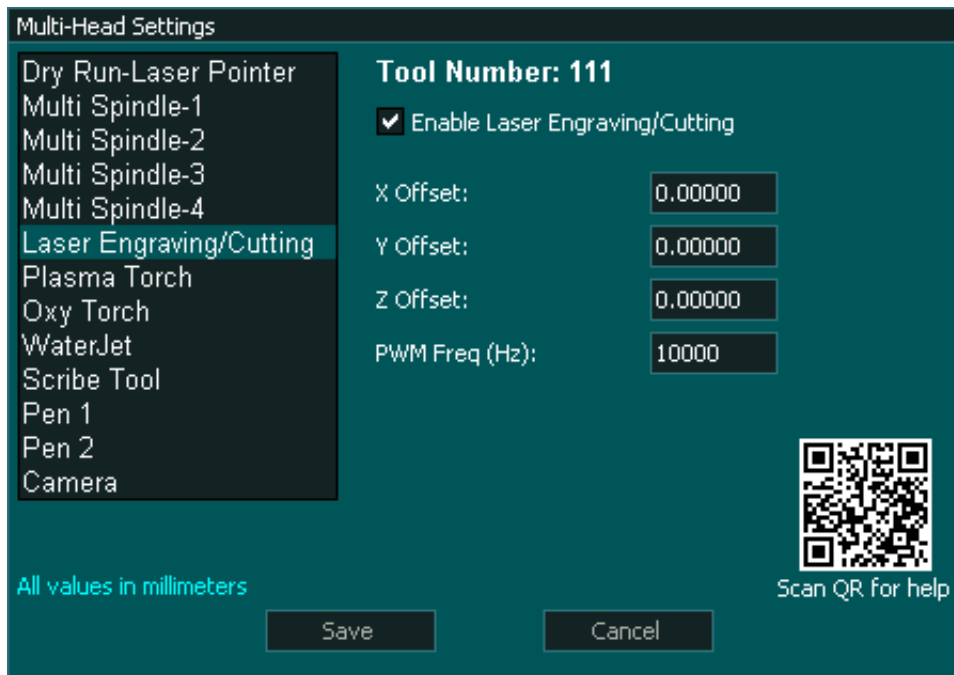 Multi-Head Settings
Dry Run-Laser Pointer
Multi Spindle-1
Multi Spindle-2
Multi Spindle-3
Multi Spindle-4
Laser Engraving/Cutting
Plasma Torch
Oxy Torch
WaterJet
Scribe Tool
Pen 1
Pen 2
Camera
Tool Number: 111
Enable Laser Engraving/Cutting
X Offset: 0.00000
Y Offset: 0.00000
Z Offset: 0.00000
PWM Freq (Hz): 10000
Scan QR for help
All values in millimeters
Save Cancel